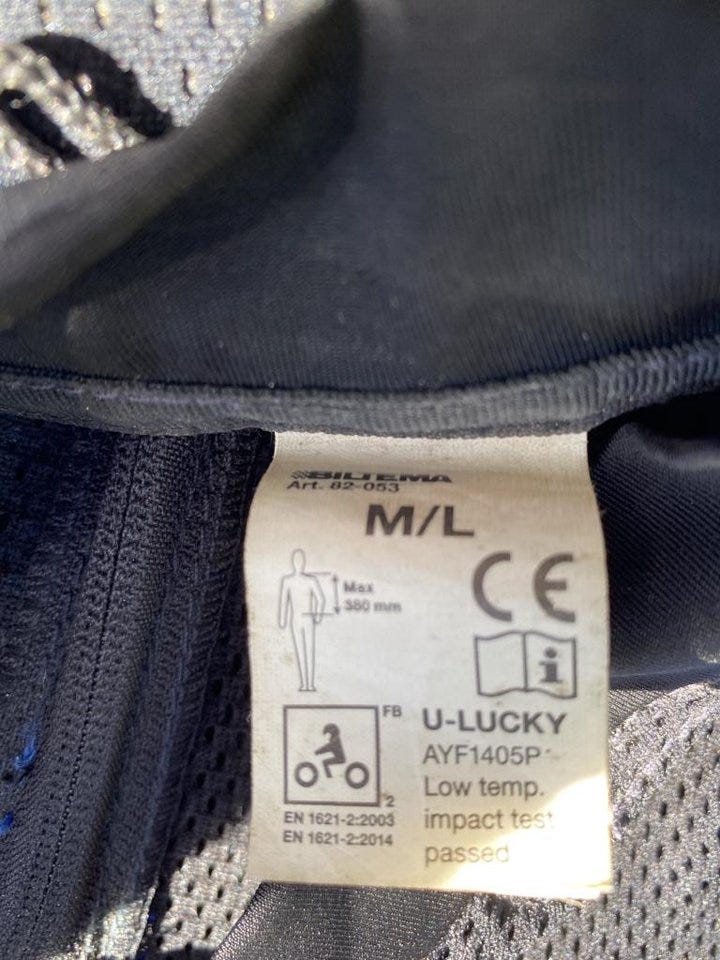 BILTEMA
Art. 82-053
M/L
Max
380 mm
CE
i
FB
2
EN 1621-2:2003
EN 1621-2:2014
U-LUCKY
AYF1405P
Low temp.
impact test
passed